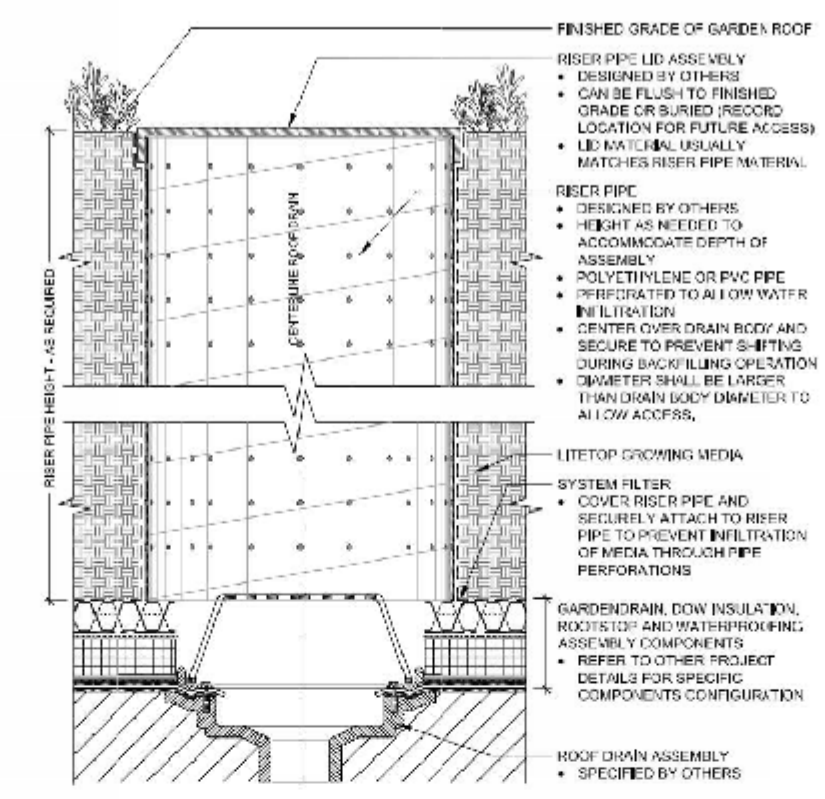 FINISHED GRADE OF GARDEN ROOF
RISER PIPE LID ASSEMBLY
• DESIGNED BY OTHERS
• CAN BE FLUSH TO FINISHED
GRADE OR BURIED (RECORD
LOCATION FOR FUTURE ACCESS)
• LID MATERIAL USUALLY
MATCHES RISER PIPE MATERIAL
RISER PIPE
• DESIGNED BY OTHERS
• HEIGHT AS NEEDED TO
ACCOMMODATE DEPTH OF
ASSEMBLY
• POLYETHYLENE OR PVC PIPE
• PERFORATED TO ALLOW WATER
INFILTRATION
• CENTER OVER DRAIN BODY AND
SECURE TO PREVENT SHIFTING
DURING BACKFILLING OPERATION
• DIAMETER SHALL BE LARGER
THAN DRAIN BODY DIAMETER TO
ALLOW ACCESS.
LITETOP GROWING MEDIA
SYSTEM FILTER
• COVER RISER PIPE AND
SECURELY ATTACH TO RISER
PIPE TO PREVENT INFILTRATION
OF MEDIA THROUGH PIPE
PERFORATIONS
GARDENDRAIN, DOW INSULATION,
ROOTSTOP AND WATERPROOFING
ASSEMBLY COMPONENTS
• REFER TO OTHER PROJECT
DETAILS FOR SPECIFIC
COMPONENTS CONFIGURATION
ROOF DRAIN ASSEMBLY
• SPECIFIED BY OTHERS
RISER PIPE HEIGHT - AS REQUIRED
CENTERLINE ROOF DRAIN